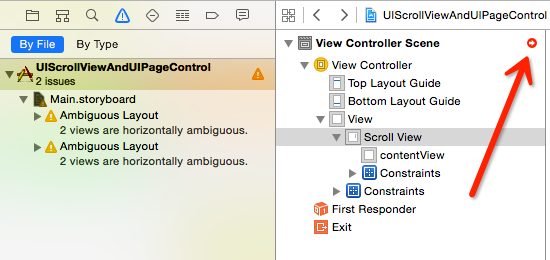 By File
By Type
UIScrollViewAndUIPageControl
2 issues
Main.storyboard
Ambiguous Layout
2 views are horizontally ambiguous.
Ambiguous Layout
2 views are horizontally ambiguous.
UIScrollViewAndUIPageControl
View Controller Scene
View Controller
Top Layout Guide
Bottom Layout Guide
View
Scroll View
contentView
Constraints
Constraints
First Responder
Exit